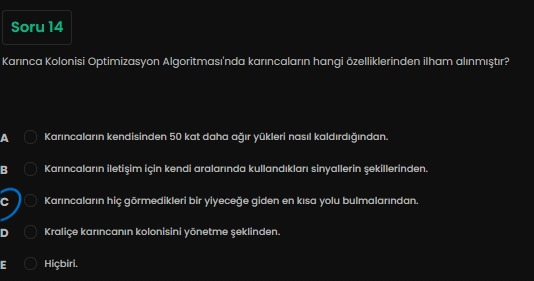 Soru 14
Karınca Kolonisi Optimizasyon Algoritması'nda karıncaların hangi özelliklerinden ilham alınmıştır?
A Karıncaların kendisinden 50 kat daha ağır yükleri nasıl kaldırdığından.
B Karıncaların iletişim için kendi aralarında kullandıkları sinyallerin şekillerinden.
C Karıncaların hiç görmedikleri bir yiyeceğe giden en kısa yolu bulmalarından.
D Kraliçe karıncanın kolonisini yönetme şeklinden.
E Hiçbiri.